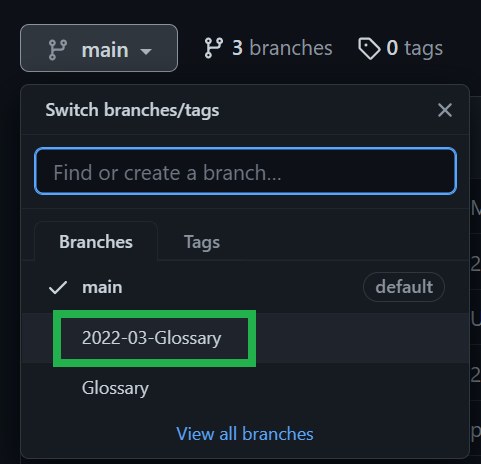 main 3 branches 0 tags
Switch branches/tags
Find or create a branch...
Branches Tags
main default
2022-03-Glossary
Glossary
View all branches